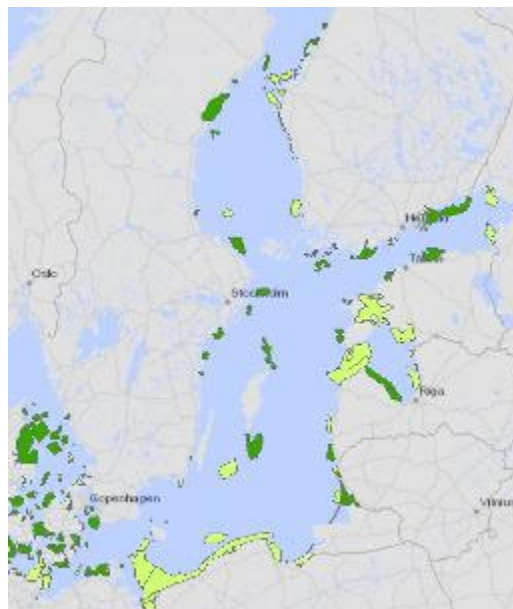 Helsinki
Tallinn
Oslo
Stockholm
Riga
Copenhagen
Vilnius